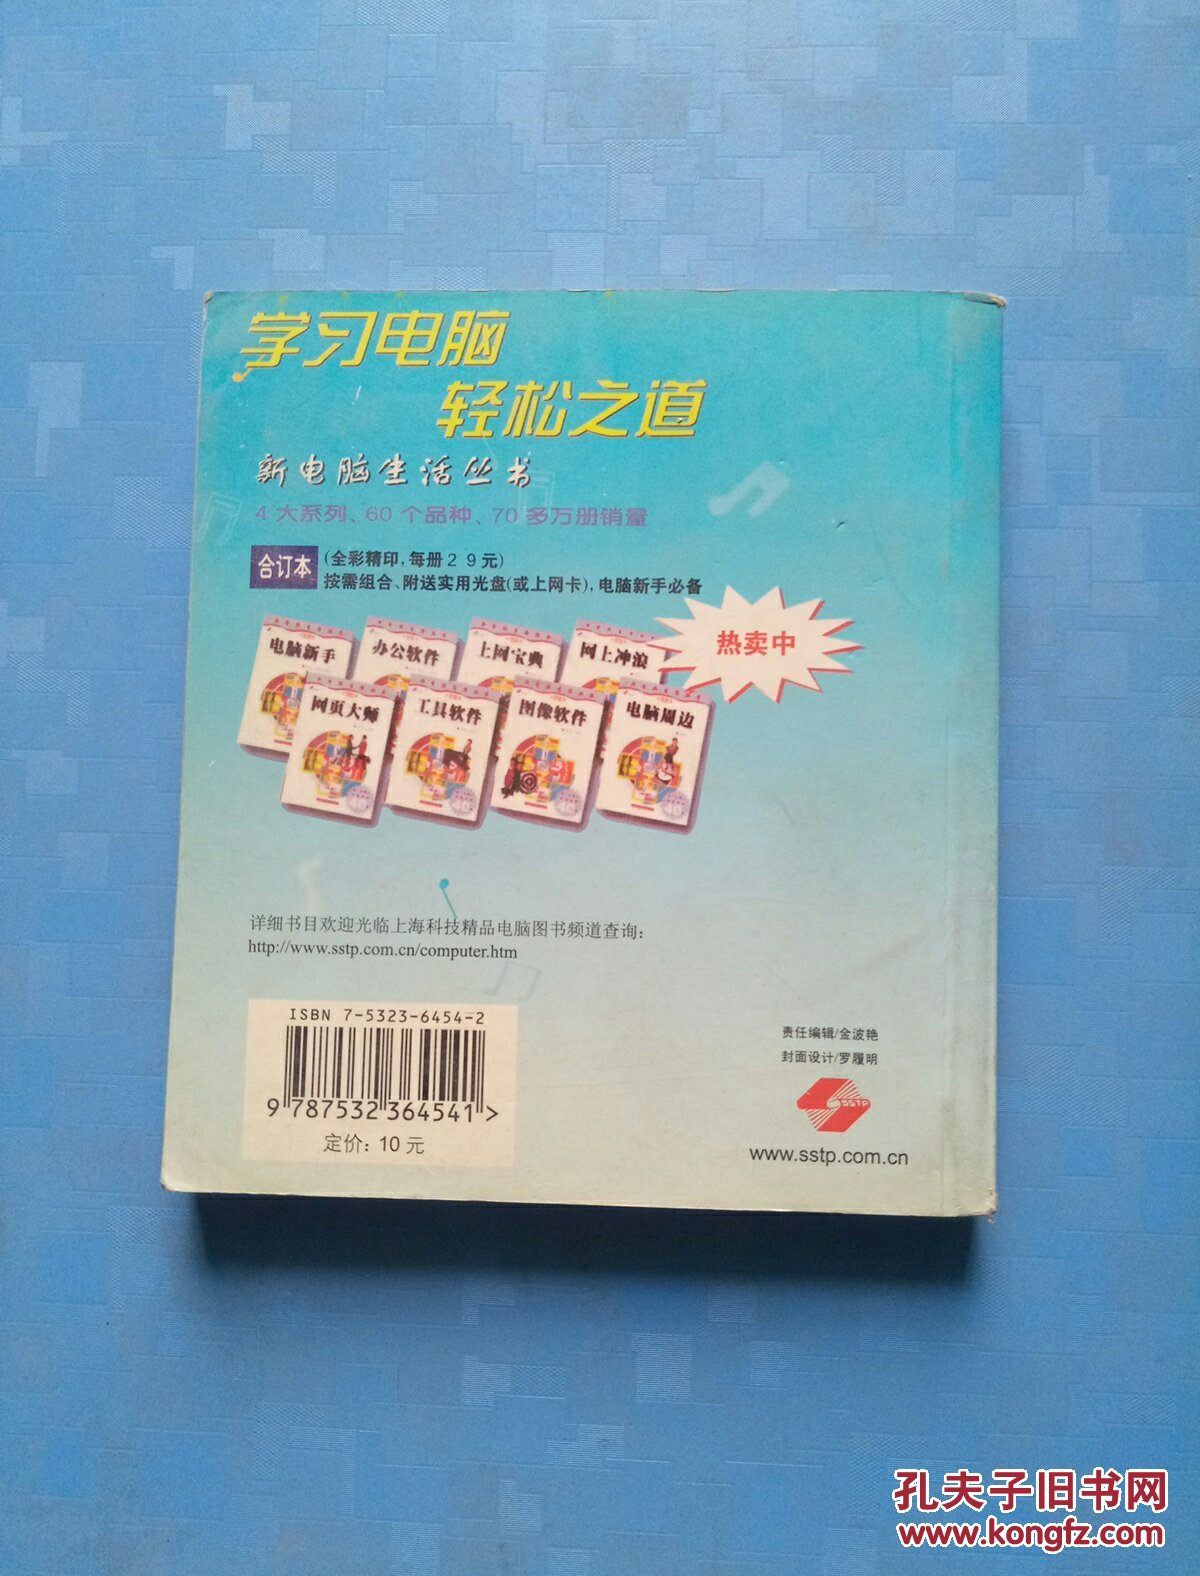 学习电脑
轻松之道
新电脑生活丛书
4大系列、60个品种、70多万册销量
合订本
(全彩精印,每册29元)
按需组合、附送实用光盘(或上网卡),电脑新手必备
热卖中
电脑新手
办公软件
上网宝典
网上冲浪
网页大师
工具软件
图像软件
电脑周边
详细书目欢迎光临上海科技精品电脑图书频道查询:
http://www.sstp.com.cn/computer.htm
ISBN 7-5323-6454-2
9 787532 364541 >
定价: 10 元
责任编辑/金波艳
封面设计/罗履明
SSTP
www.sstp.com.cn
孔夫子旧书网
www.kongfz.com